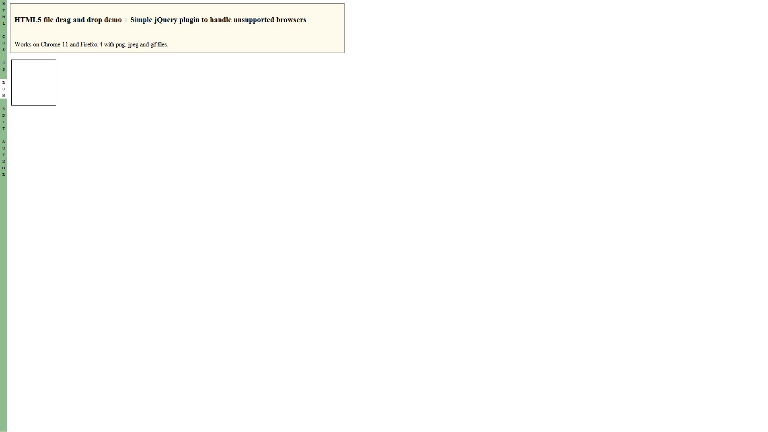 HTML5 file drag and drop demo + Simple jQuery plugin to handle unsupported browsers
Works on Chrome 11 and Firefox 4 with png, jpeg and gif files.